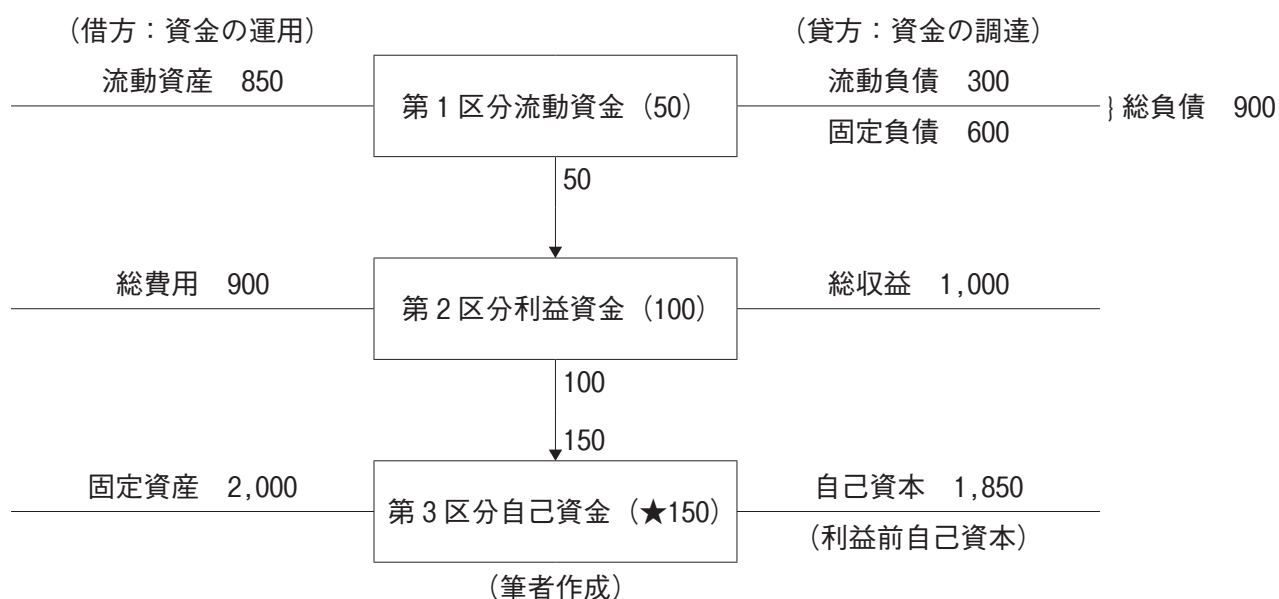 （借方：資金の運用） （貸方：資金の調達）
流動資産　850
第１区分流動資金（50）
流動負債　300
固定負債　600
｝総負債　900
50
総費用　900
第２区分利益資金（100）
総収益　1,000
100
150
固定資産　2,000
第３区分自己資金（★150）
自己資本　1,850
（利益前自己資本）
（筆者作成）